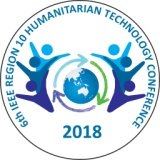 6th IEEE REGION 10 HUMANITARIAN TECHNOLOGY CONFERENCE
2018